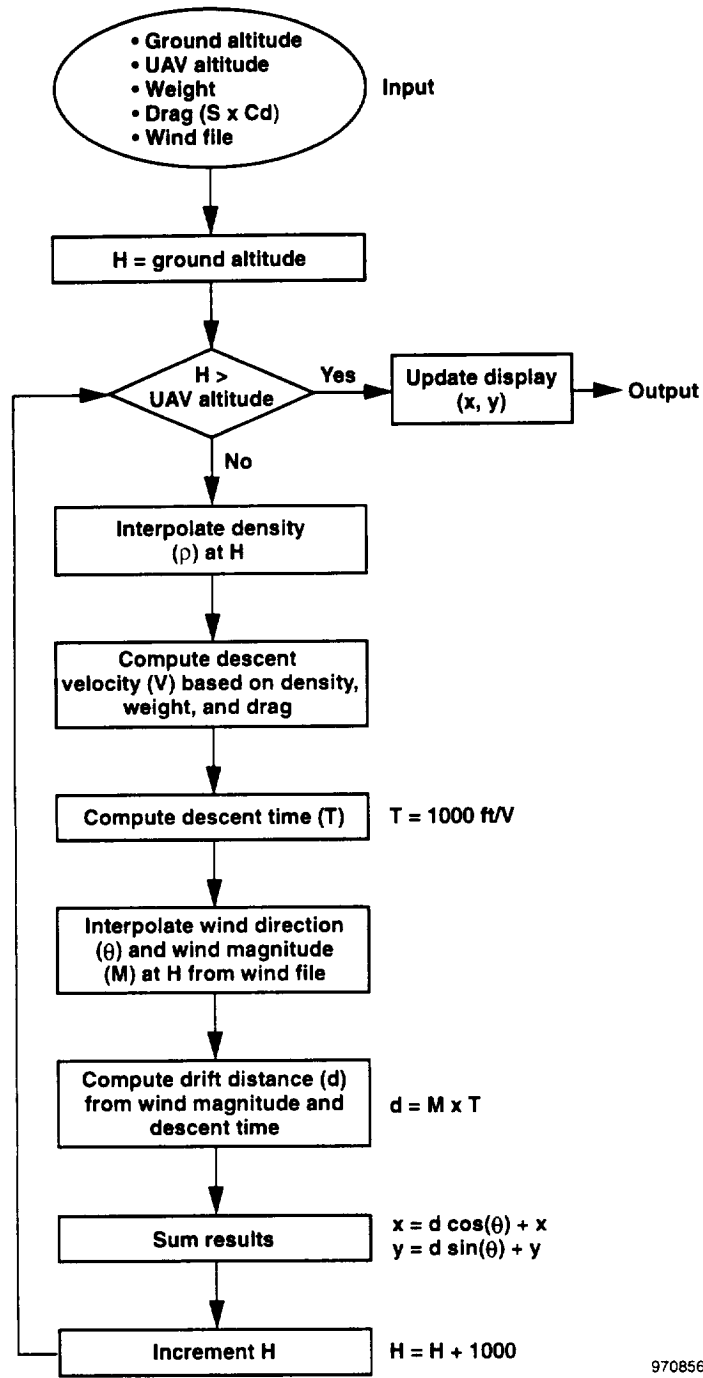 • Ground altitude
• UAV altitude
• Weight
• Drag (S x Cd)
• Wind file
Input
H = ground altitude
H >
UAV altitude
Yes
Update display
(x, y)
Output
No
Interpolate density
(ρ) at H
Compute descent
velocity (V) based on density,
weight, and drag
Compute descent time (T)
T = 1000 ft/V
Interpolate wind direction
(θ) and wind magnitude
(M) at H from wind file
Compute drift distance (d)
from wind magnitude and
descent time
d = M x T
Sum results
x = d cos(θ) + x
y = d sin(θ) + y
Increment H
H = H + 1000
970856